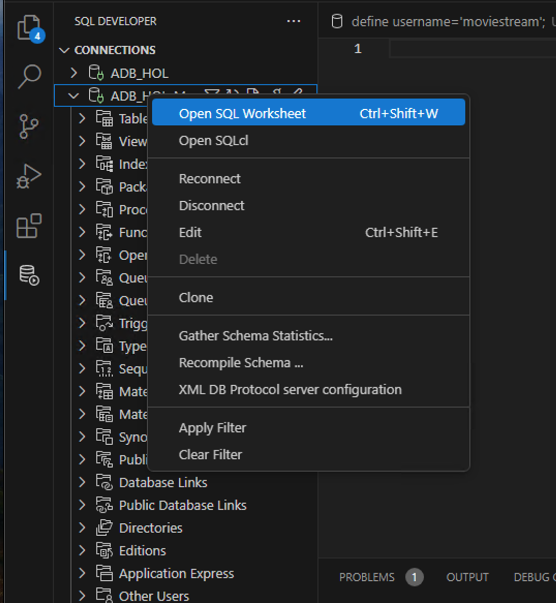 4
SQL DEVELOPER
CONNECTIONS
ADB_HOL
ADB_HOL_M
Table
View
Index
Pack
Proc
Func
Oper
Queu
Queu
Trigg
Type
Sequ
Mate
Mate
Syno
Publi
Database Links
Public Database Links
Directories
Editions
Application Express
Other Users
Open SQL Worksheet Ctrl+Shift+W
Open SQLcl
Reconnect
Disconnect
Edit Ctrl+Shift+E
Delete
Clone
Gather Schema Statistics...
Recompile Schema ...
XML DB Protocol server configuration
Apply Filter
Clear Filter
define username='moviestream';
1
PROBLEMS 1 OUTPUT DEBUG